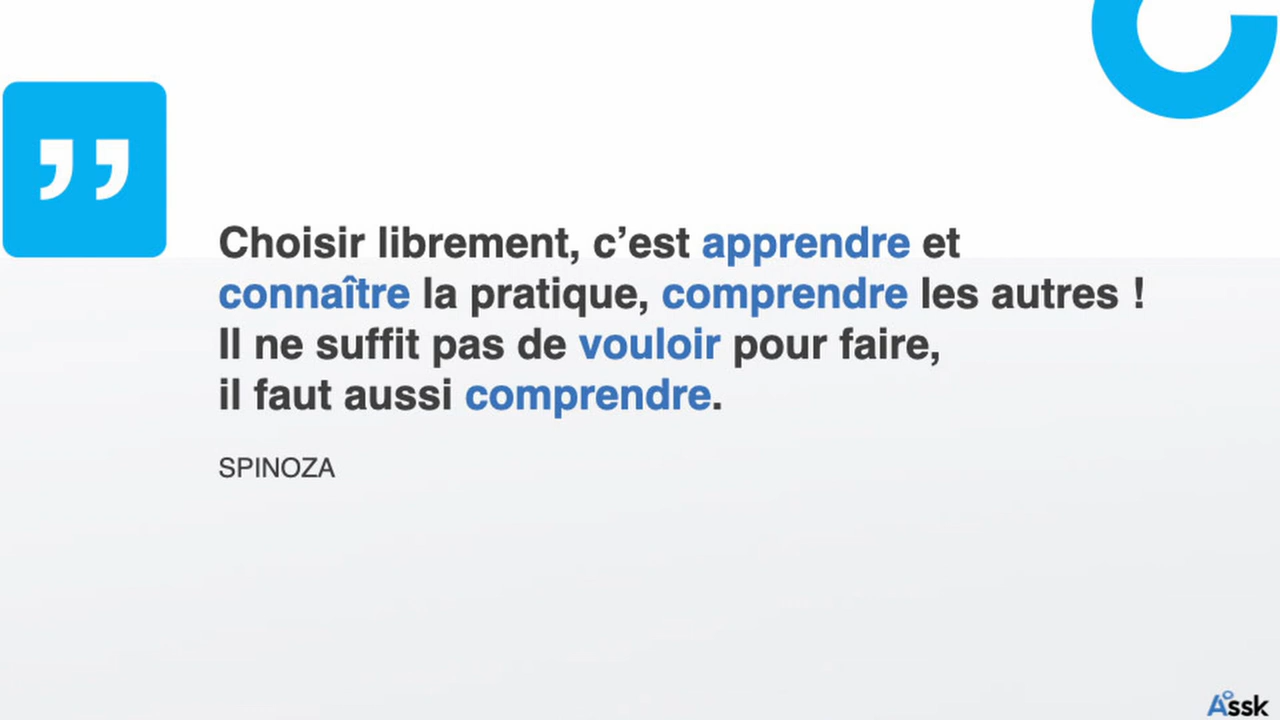 ”
Choisir librement, c’est apprendre et
connaître la pratique, comprendre les autres !
Il ne suffit pas de vouloir pour faire,
il faut aussi comprendre.
SPINOZA
Assk